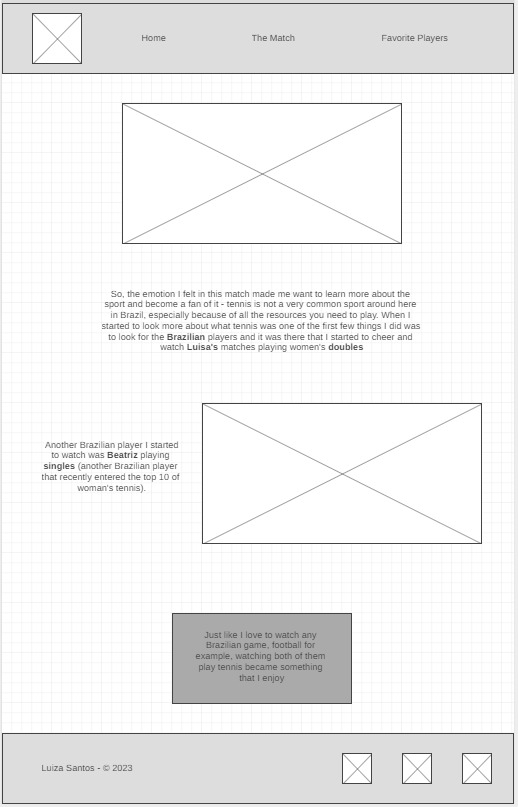 Home
The Match
Favorite Players
So, the emotion I felt in this match made me want to learn more about the
sport and become a fan of it - tennis is not a very common sport around here
in Brazil, especially because of all the resources you need to play. When I
started to look more about what tennis was one of the first few things I did was
to look for the Brazilian players and it was there that I started to cheer and
watch Luisa's matches playing women's doubles
Another Brazilian player I started
to watch was Beatriz playing
singles (another Brazilian player
that recently entered the top 10 of
woman's tennis).
Just like I love to watch any
Brazilian game, football for
example, watching both of them
play tennis became something
that I enjoy
Luiza Santos - © 2023